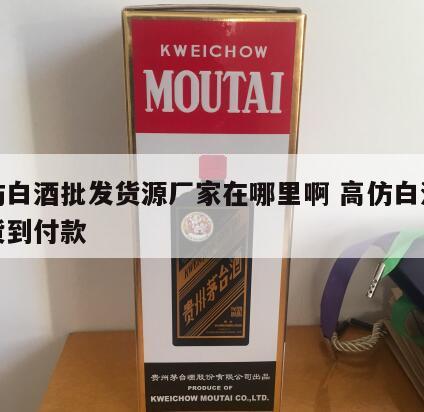 KWEICHOW
MOUTAI
仿白酒批发货源厂家在哪里啊 高仿白酒
货到付款
贵州茅台酒
贵州茅台酒股份有限公司出品
PRODUCE OF
KWEICHOW MOUTAI CO.,LTD.